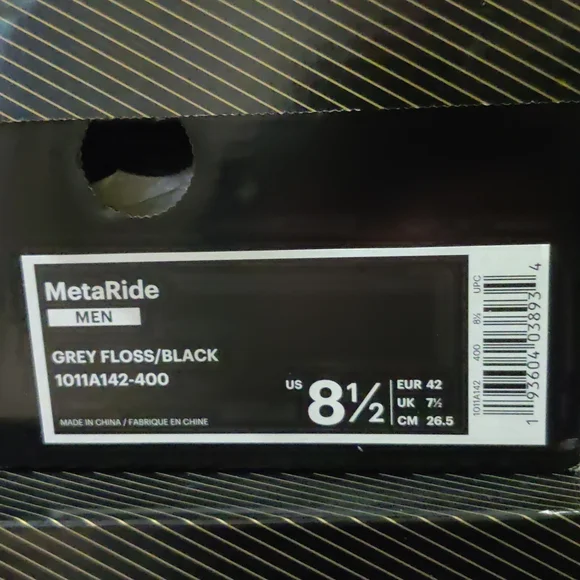 MetaRide
MEN
GREY FLOSS/BLACK
1011A142-400
MADE IN CHINA / FABRIQUE EN CHINE
US 8½
EUR 42
UK 7½
CM 26.5
1011A142 400 8½ UPC
1 93604 03893 4